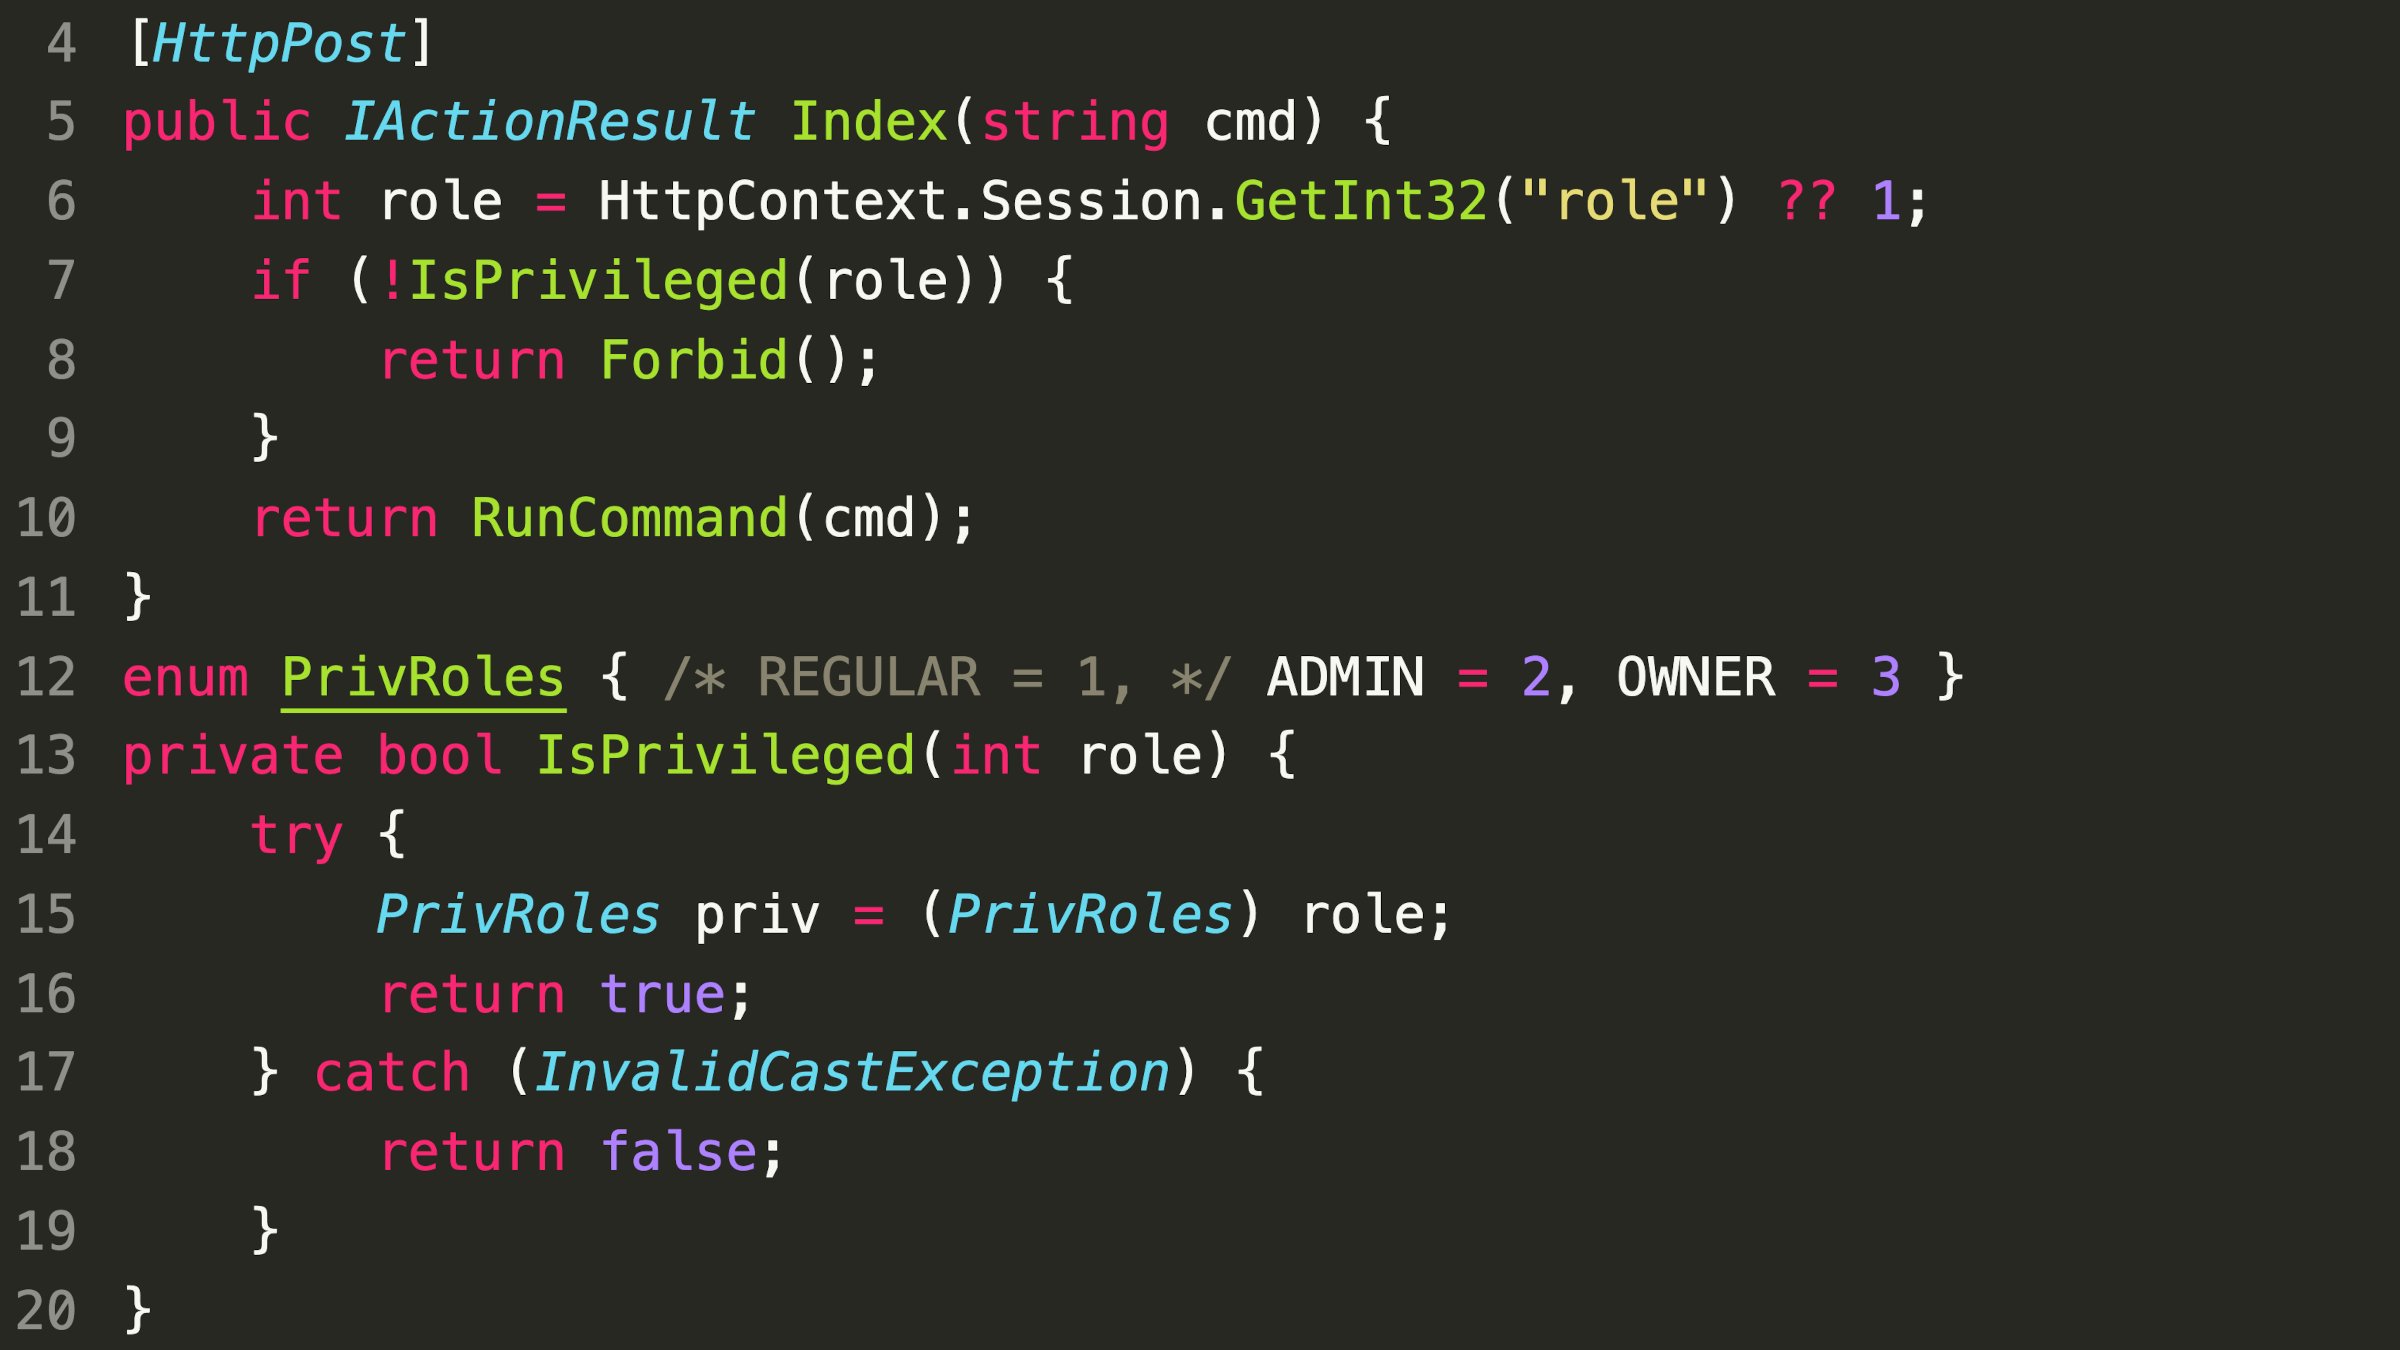 4 [HttpPost]
5 public IActionResult Index(string cmd) {
6     int role = HttpContext.Session.GetInt32("role") ?? 1;
7     if (!IsPrivileged(role)) {
8         return Forbid();
9     }
10     return RunCommand(cmd);
11 }
12 enum PrivRoles { /* REGULAR = 1, */ ADMIN = 2, OWNER = 3 }
13 private bool IsPrivileged(int role) {
14     try {
15         PrivRoles priv = (PrivRoles) role;
16         return true;
17     } catch (InvalidCastException) {
18         return false;
19     }
20 }